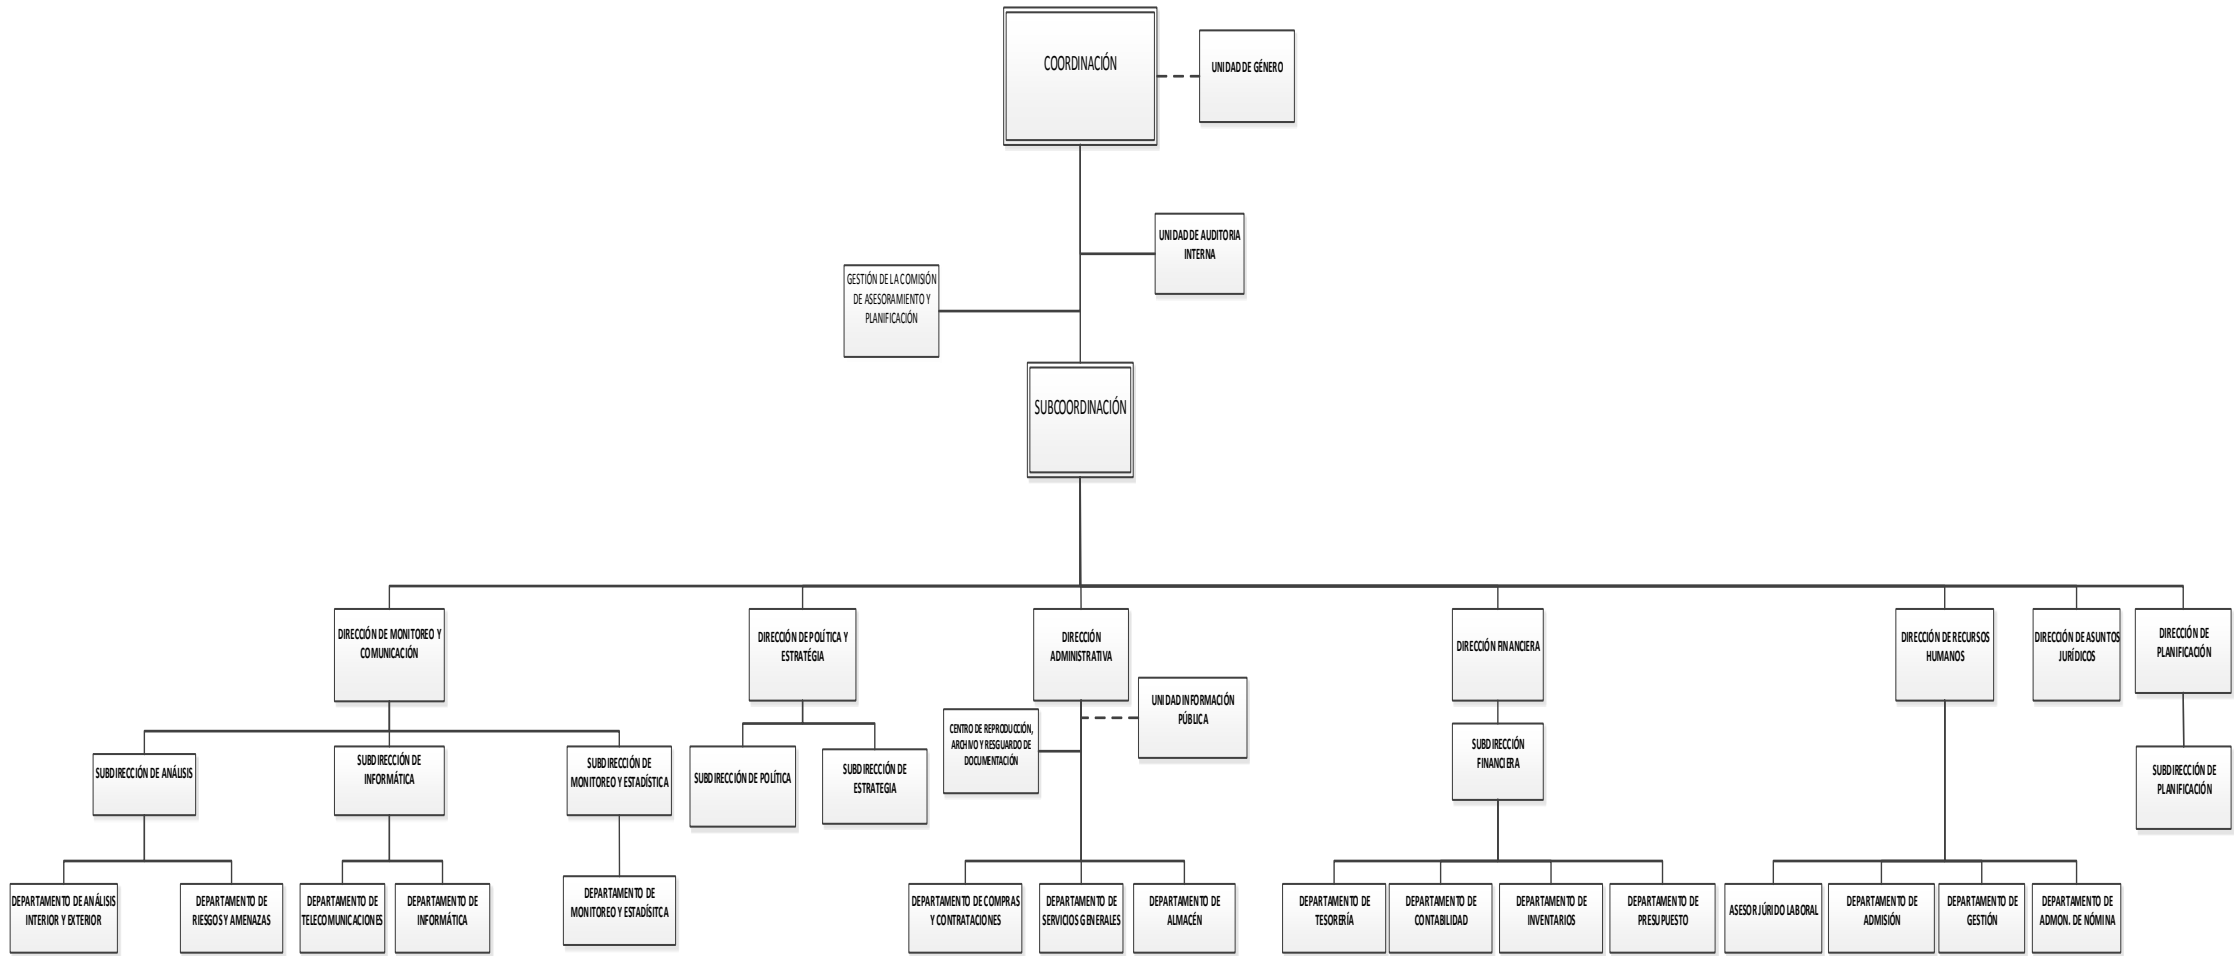 COORDINACIÓN
UNIDAD DE GÉNERO
UNIDAD DE AUDITORIA
INTERNA
GESTIÓN DE LA COMISIÓN
DE ASESORAMIENTO Y
PLANIFICACIÓN
SUBCOORDINACIÓN
DIRECCIÓN DE MONITOREO Y
COMUNICACIÓN
DIRECCIÓN DE POLÍTICA Y
ESTRATÉGIA
DIRECCIÓN
ADMINISTRATIVA
DIRECCIÓN FINANCIERA
DIRECCIÓN DE RECURSOS
HUMANOS
DIRECCIÓN DE ASUNTOS
JURÍDICOS
DIRECCIÓN DE
PLANIFICACIÓN
UNIDAD INFORMACIÓN
PÚBLICA
CENTRO DE REPRODUCCIÓN,
ARCHIVO Y RESGUARDO DE
DOCUMENTACIÓN
SUBDIRECCIÓN DE ANÁLISIS
SUBDIRECCIÓN DE
INFORMÁTICA
SUBDIRECCIÓN DE
MONITOREO Y ESTADÍSTICA
SUBDIRECCIÓN DE POLÍTICA
SUBDIRECCIÓN DE
ESTRATEGIA
SUBDIRECCIÓN
FINANCIERA
SUBDIRECCIÓN DE
PLANIFICACIÓN
DEPARTAMENTO DE ANÁLISIS
INTERIOR Y EXTERIOR
DEPARTAMENTO DE
RIESGOS Y AMENAZAS
DEPARTAMENTO DE
TELECOMUNICACIONES
DEPARTAMENTO DE
INFORMÁTICA
DEPARTAMENTO DE
MONITOREO Y ESTADÍSITCA
DEPARTAMENTO DE COMPRAS
Y CONTRATACIONES
DEPARTAMENTO DE
SERVICIOS GENERALES
DEPARTAMENTO DE
ALMACÉN
DEPARTAMENTO DE
TESORERÍA
DEPARTAMENTO DE
CONTABILIDAD
DEPARTAMENTO DE
INVENTARIOS
DEPARTAMENTO DE
PRESUPUESTO
ASESOR JÚRIDO LABORAL
DEPARTAMENTO DE
ADMISIÓN
DEPARTAMENTO DE
GESTIÓN
DEPARTAMENTO DE
ADMON. DE NÓMINA